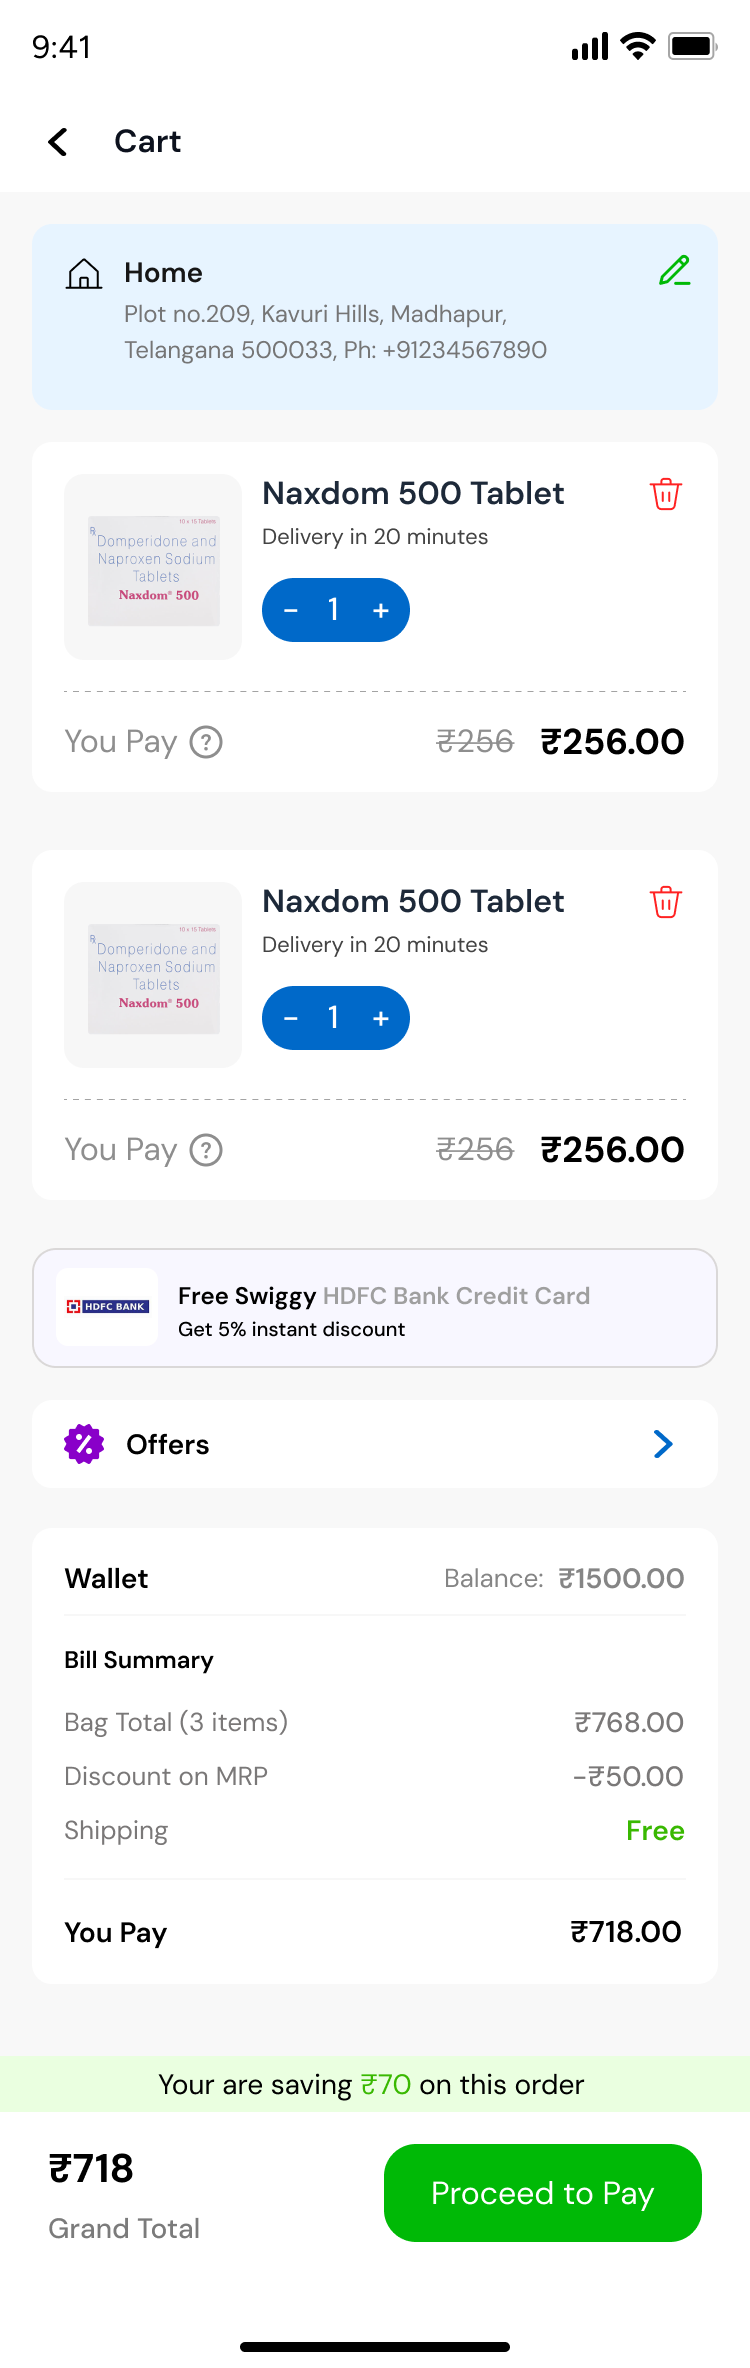 9:41
Cart
Home
Plot no.209, Kavuri Hills, Madhapur,
Telangana 500033, Ph: +91234567890
Naxdom 500 Tablet
Delivery in 20 minutes
10 x 15 Tablets
Rx
Domperidone and
Naproxen Sodium
Tablets
Naxdom® 500
- 1 +
You Pay ?
₹256 ₹256.00
Naxdom 500 Tablet
Delivery in 20 minutes
10 x 15 Tablets
Rx
Domperidone and
Naproxen Sodium
Tablets
Naxdom® 500
- 1 +
You Pay ?
₹256 ₹256.00
HDFC BANK
Free Swiggy HDFC Bank Credit Card
Get 5% instant discount
% Offers
Wallet Balance: ₹1500.00
Bill Summary
Bag Total (3 items) ₹768.00
Discount on MRP -₹50.00
Shipping Free
You Pay ₹718.00
Your are saving ₹70 on this order
₹718
Grand Total
Proceed to Pay